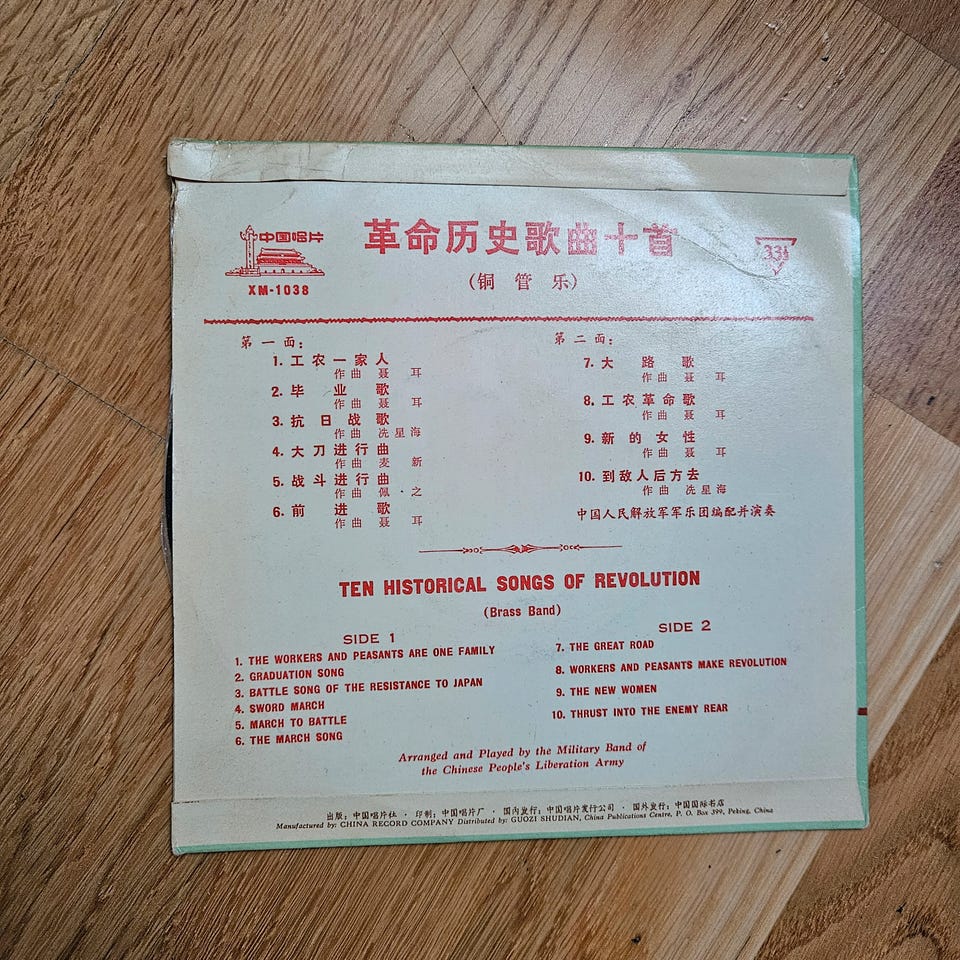 中国唱片
XM-1038
革命历史歌曲十首
(铜管乐)
33⅓
第一面:
1. 工农一家人
作曲 聂耳
2. 毕业歌
作曲 聂耳
3. 抗日战歌
作曲 冼星海
4. 大刀进行曲
作曲 麦新
5. 战斗进行曲
作曲 佩之
6. 前进歌
作曲 聂耳
第二面:
7. 大路歌
作曲 聂耳
8. 工农革命歌
作曲 聂耳
9. 新的女性
作曲 聂耳
10. 到敌人后方去
作曲 冼星海
中国人民解放军军乐团编配并演奏
TEN HISTORICAL SONGS OF REVOLUTION
(Brass Band)
SIDE 1
1. THE WORKERS AND PEASANTS ARE ONE FAMILY
2. GRADUATION SONG
3. BATTLE SONG OF THE RESISTANCE TO JAPAN
4. SWORD MARCH
5. MARCH TO BATTLE
6. THE MARCH SONG
SIDE 2
7. THE GREAT ROAD
8. WORKERS AND PEASANTS MAKE REVOLUTION
9. THE NEW WOMEN
10. THRUST INTO THE ENEMY REAR
Arranged and Played by the Military Band of
the Chinese People's Liberation Army
出版: 中国唱片社 · 印制: 中国唱片厂 · 国内发行: 中国唱片发行公司 · 国外发行: 中国国际书店
Manufactured by: CHINA RECORD COMPANY Distributed by: GUOZI SHUDIAN, China Publications Centre, P. O. Box 399, Peking, China